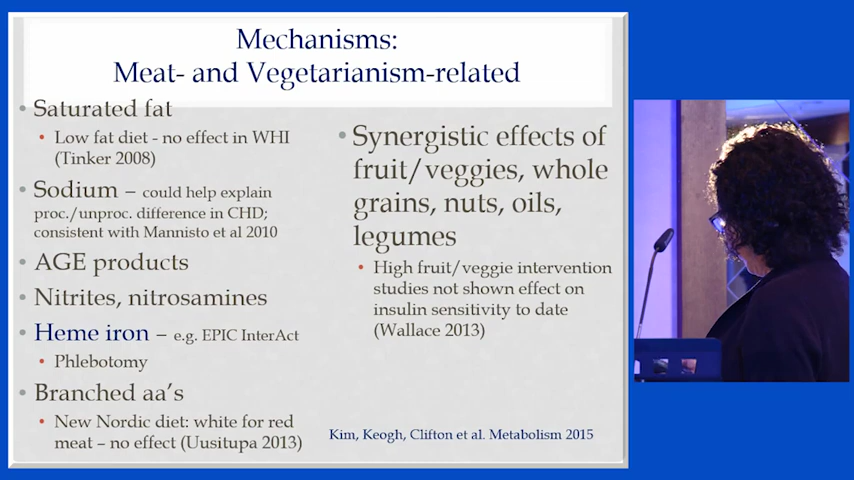 Mechanisms:
Meat- and Vegetarianism-related
• Saturated fat
• Low fat diet - no effect in WHI
(Tinker 2008)
• Sodium – could help explain
proc./unproc. difference in CHD;
consistent with Mannisto et al 2010
• AGE products
• Nitrites, nitrosamines
• Heme iron – e.g. EPIC InterAct
• Phlebotomy
• Branched aa's
• New Nordic diet: white for red
meat – no effect (Uusitupa 2013)
• Synergistic effects of
fruit/veggies, whole
grains, nuts, oils,
legumes
• High fruit/veggie intervention
studies not shown effect on
insulin sensitivity to date
(Wallace 2013)
Kim, Keogh, Clifton et al. Metabolism 2015